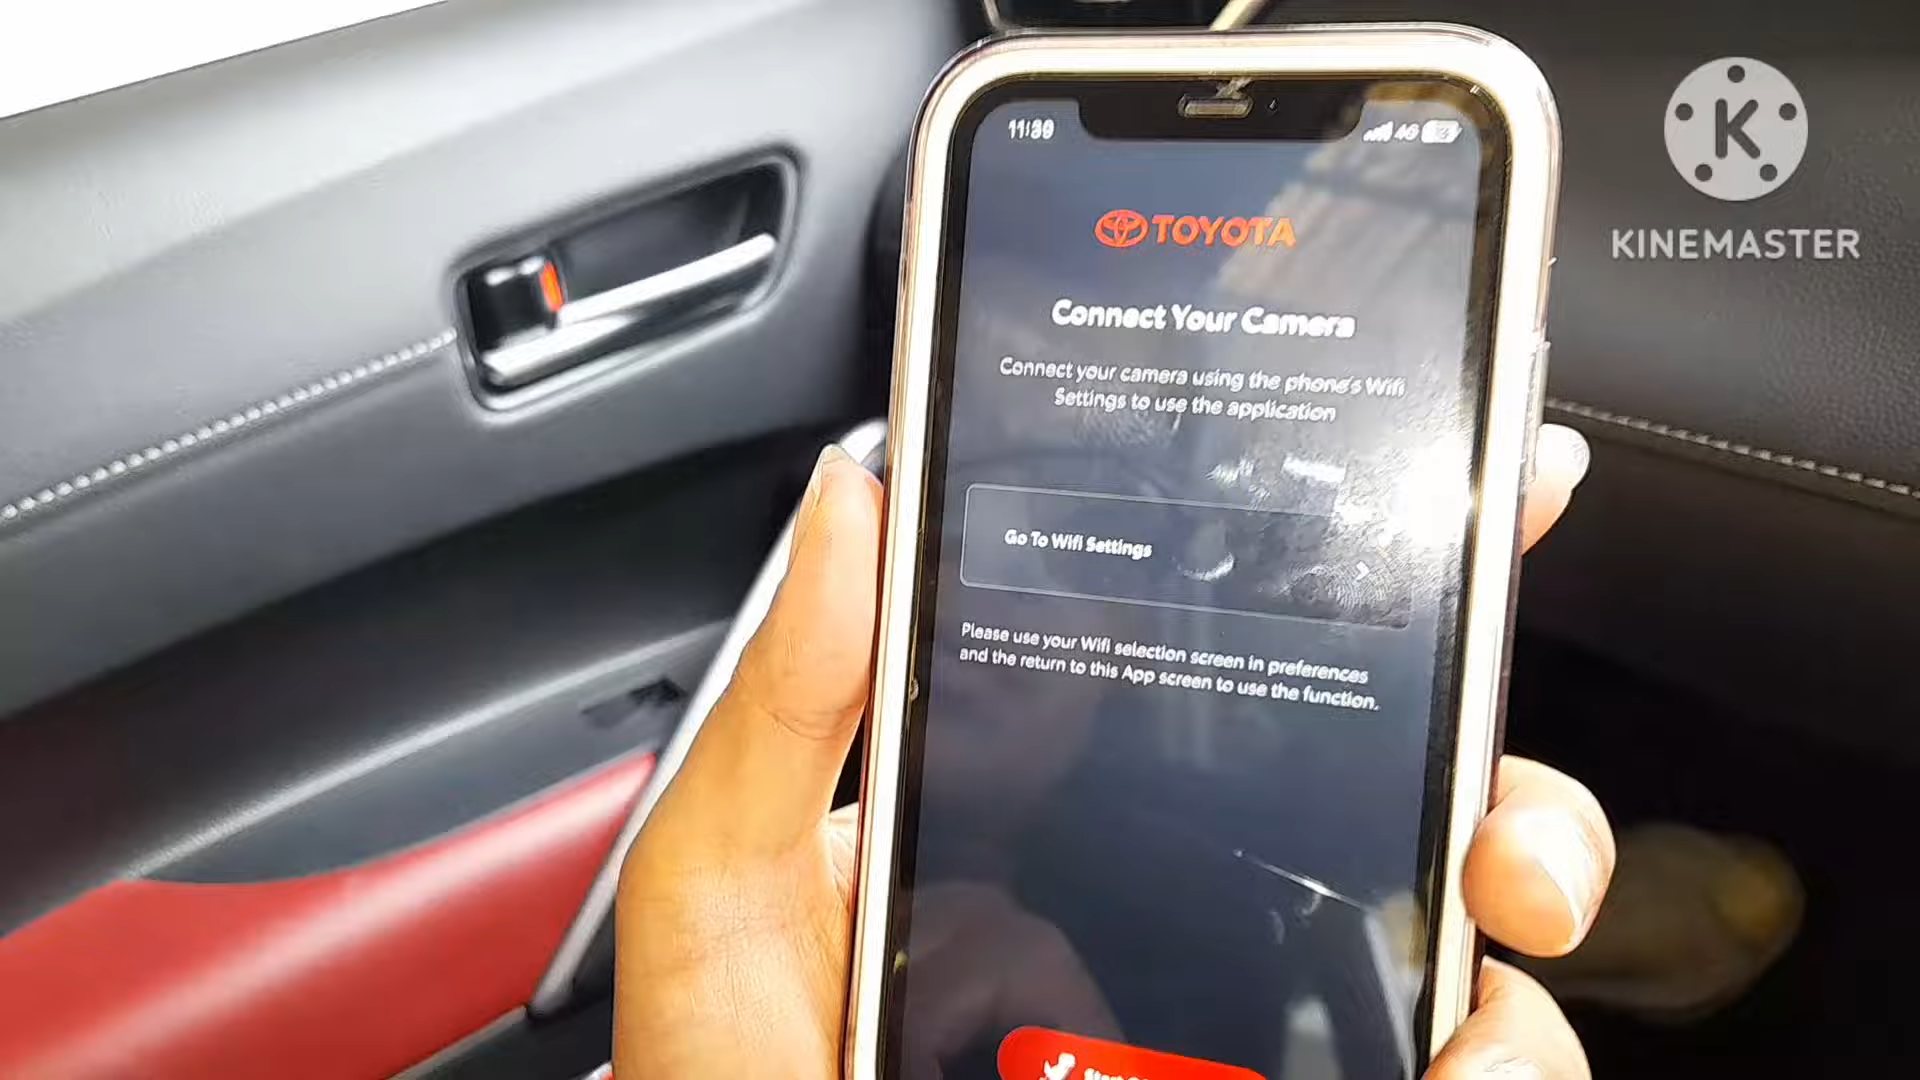 11:39
4G
TOYOTA
Connect Your Camera
Connect your camera using the phone's Wifi
Settings to use the application
Go To Wifi Settings
Please use your Wifi selection screen in preferences
and the return to this App screen to use the function.
K
KINEMASTER